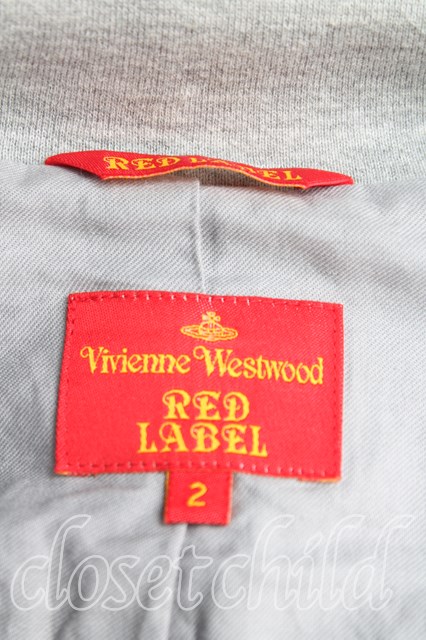 RED LABEL
Vivienne Westwood
RED
LABEL
2
closetchild